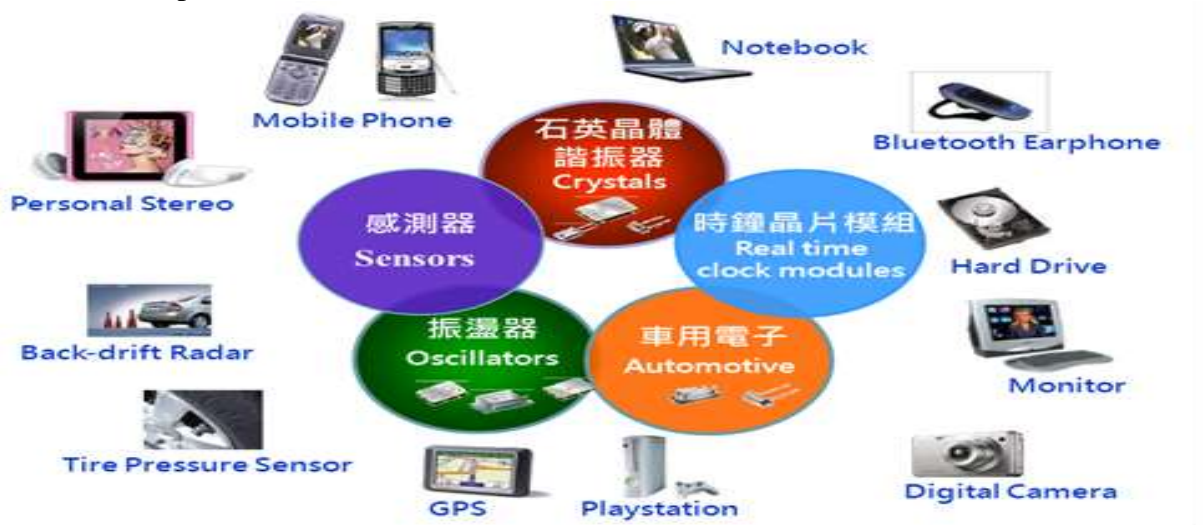 Notebook
Mobile Phone
Bluetooth Earphone
石英晶體
諧振器
Crystals
Personal Stereo
感測器
Sensors
時鐘晶片模組
Real time
clock modules
Hard Drive
Back-drift Radar
振盪器
Oscillators
車用電子
Automotive
Monitor
Tire Pressure Sensor
GPS
Playstation
Digital Camera